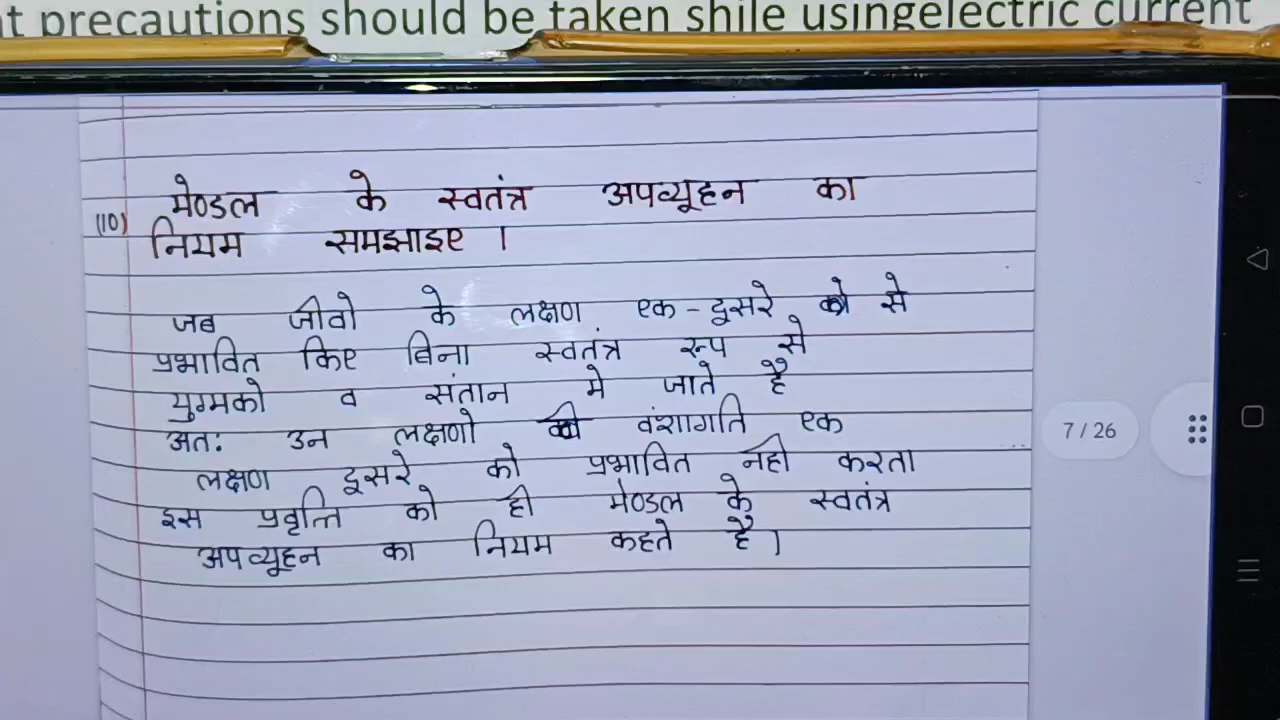 t precautions should be taken shile usingelectric current
(10) मेण्डल के स्वतंत्र अपव्यूहन का
नियम समझाइए ।
जब जीवो के लक्षण एक-दूसरे से
प्रभावित किए बिना स्वतंत्र रूप से
युग्मको व संतान मे जाते है
अतः उन लक्षणो की वंशागति एक
लक्षण दूसरे को प्रभावित नही करता
इस प्रवृत्ति को ही मेण्डल के स्वतंत्र
अपव्यूहन का नियम कहते है।
7 / 26